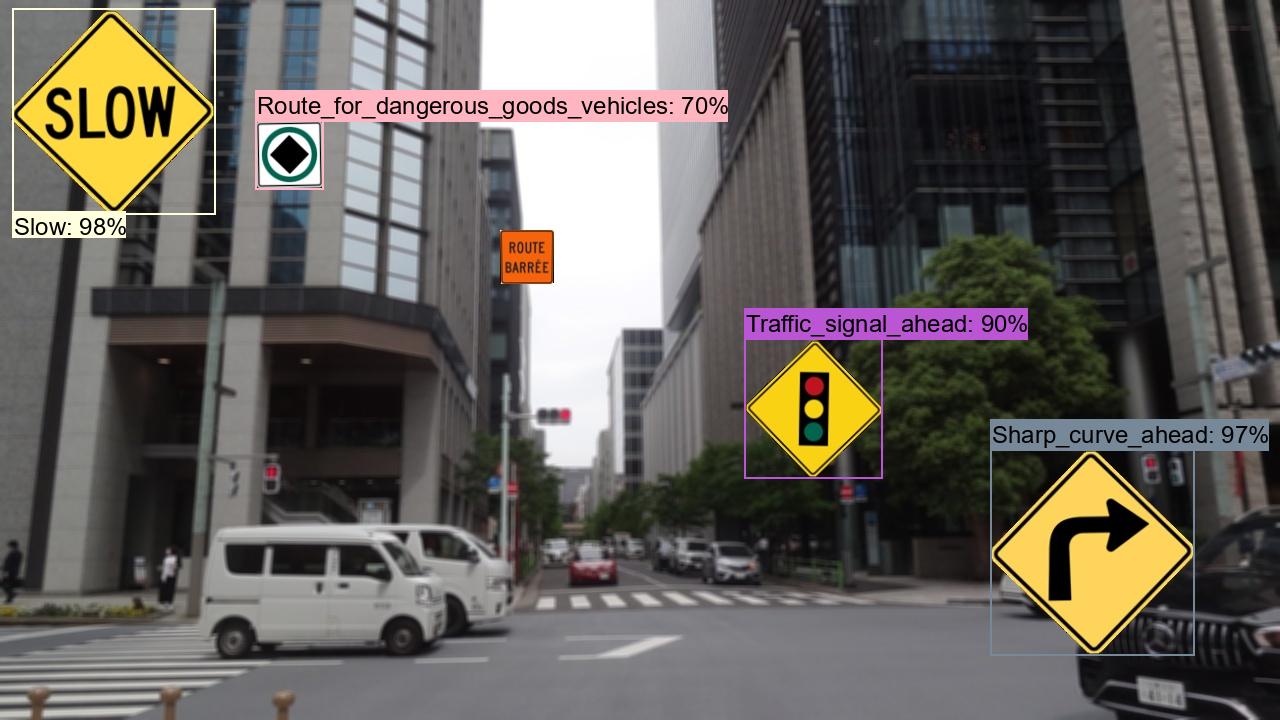 SLOW
Slow: 98%
Route_for_dangerous_goods_vehicles: 70%
ROUTE
BARRÉE
Traffic_signal_ahead: 90%
Sharp_curve_ahead: 97%